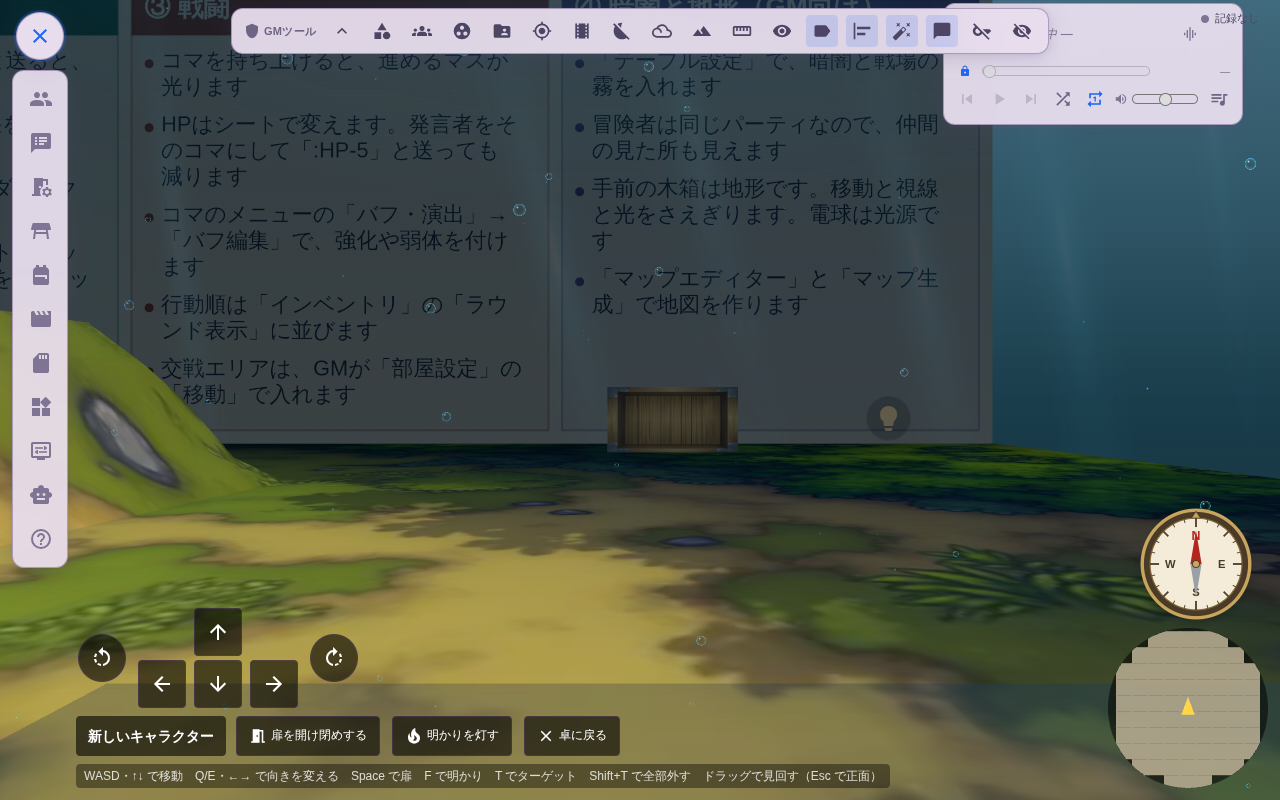 ③ 戦闘
GMツール
記録な
コマを持ち上げると、進めるマスが
光ります
HPはシートで変えます。発言者をそ
のコマにして「:HP-5」と送っても
減ります
コマのメニューの「バフ・演出」→
「バフ編集」で、強化や弱体を付け
ます
行動順は「インベントリ」の「ラウ
ンド表示」に並びます
交戦エリアは、GMが「部屋設定」の
「移動」で入れます
「テーブル設定」で、暗闇と戦場の
霧を入れます
冒険者は同じパーティなので、仲間
の見た所も見えます
手前の木箱は地形です。移動と視線
と光をさえぎります。電球は光源で
す
「マップエディター」と「マップ生
成」で地図を作ります
N
W E
S
新しいキャラクター 扉を開け閉めする 明かりを灯す 卓に戻る
WASD・↑↓ で移動 Q/E・←→ で向きを変える Space で扉 F で明かり T でターゲット Shift+T で全部外す ドラッグで見回す（Esc で正面）